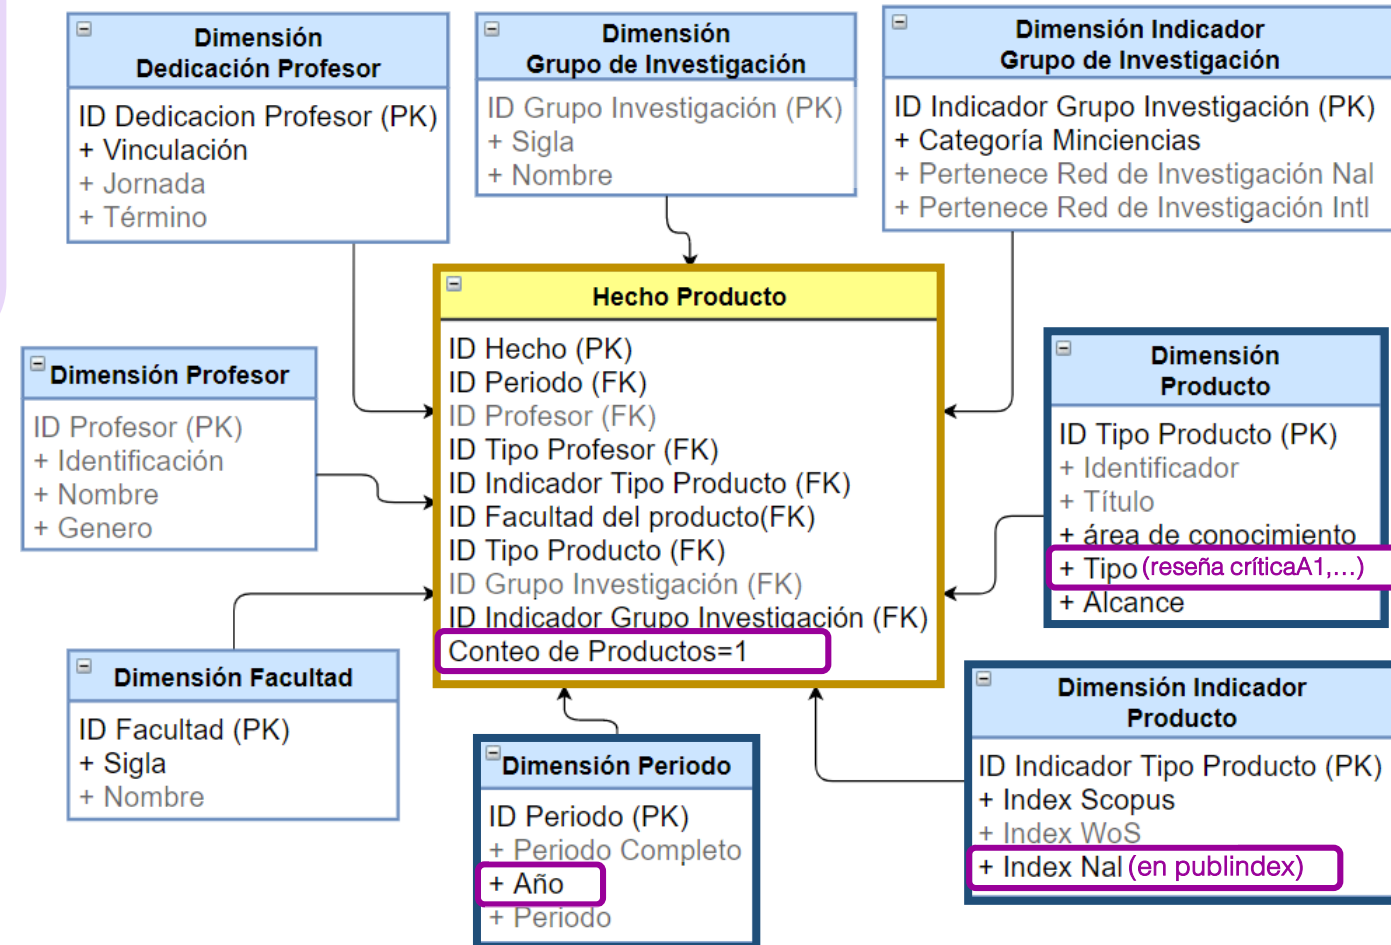 Dimensión
Dedicación Profesor
ID Dedicacion Profesor (PK)
+ Vinculación
+ Jornada
+ Término
Dimensión
Grupo de Investigación
ID Grupo Investigación (PK)
+ Sigla
+ Nombre
Dimensión Indicador
Grupo de Investigación
ID Indicador Grupo Investigación (PK)
+ Categoría Minciencias
+ Pertenece Red de Investigación Nal
+ Pertenece Red de Investigación Intl
Hecho Producto
ID Hecho (PK)
ID Periodo (FK)
ID Profesor (FK)
ID Tipo Profesor (FK)
ID Indicador Tipo Producto (FK)
ID Facultad del producto(FK)
ID Tipo Producto (FK)
ID Grupo Investigación (FK)
ID Indicador Grupo Investigación (FK)
Conteo de Productos=1
Dimensión Profesor
ID Profesor (PK)
+ Identificación
+ Nombre
+ Genero
Dimensión
Producto
ID Tipo Producto (PK)
+ Identificador
+ Título
+ área de conocimiento
+ Tipo (reseña críticaA1,...)
+ Alcance
Dimensión Facultad
ID Facultad (PK)
+ Sigla
+ Nombre
Dimensión Periodo
ID Periodo (PK)
+ Periodo Completo
+ Año
+ Periodo
Dimensión Indicador
Producto
ID Indicador Tipo Producto (PK)
+ Index Scopus
+ Index WoS
+ Index Nal (en publindex)